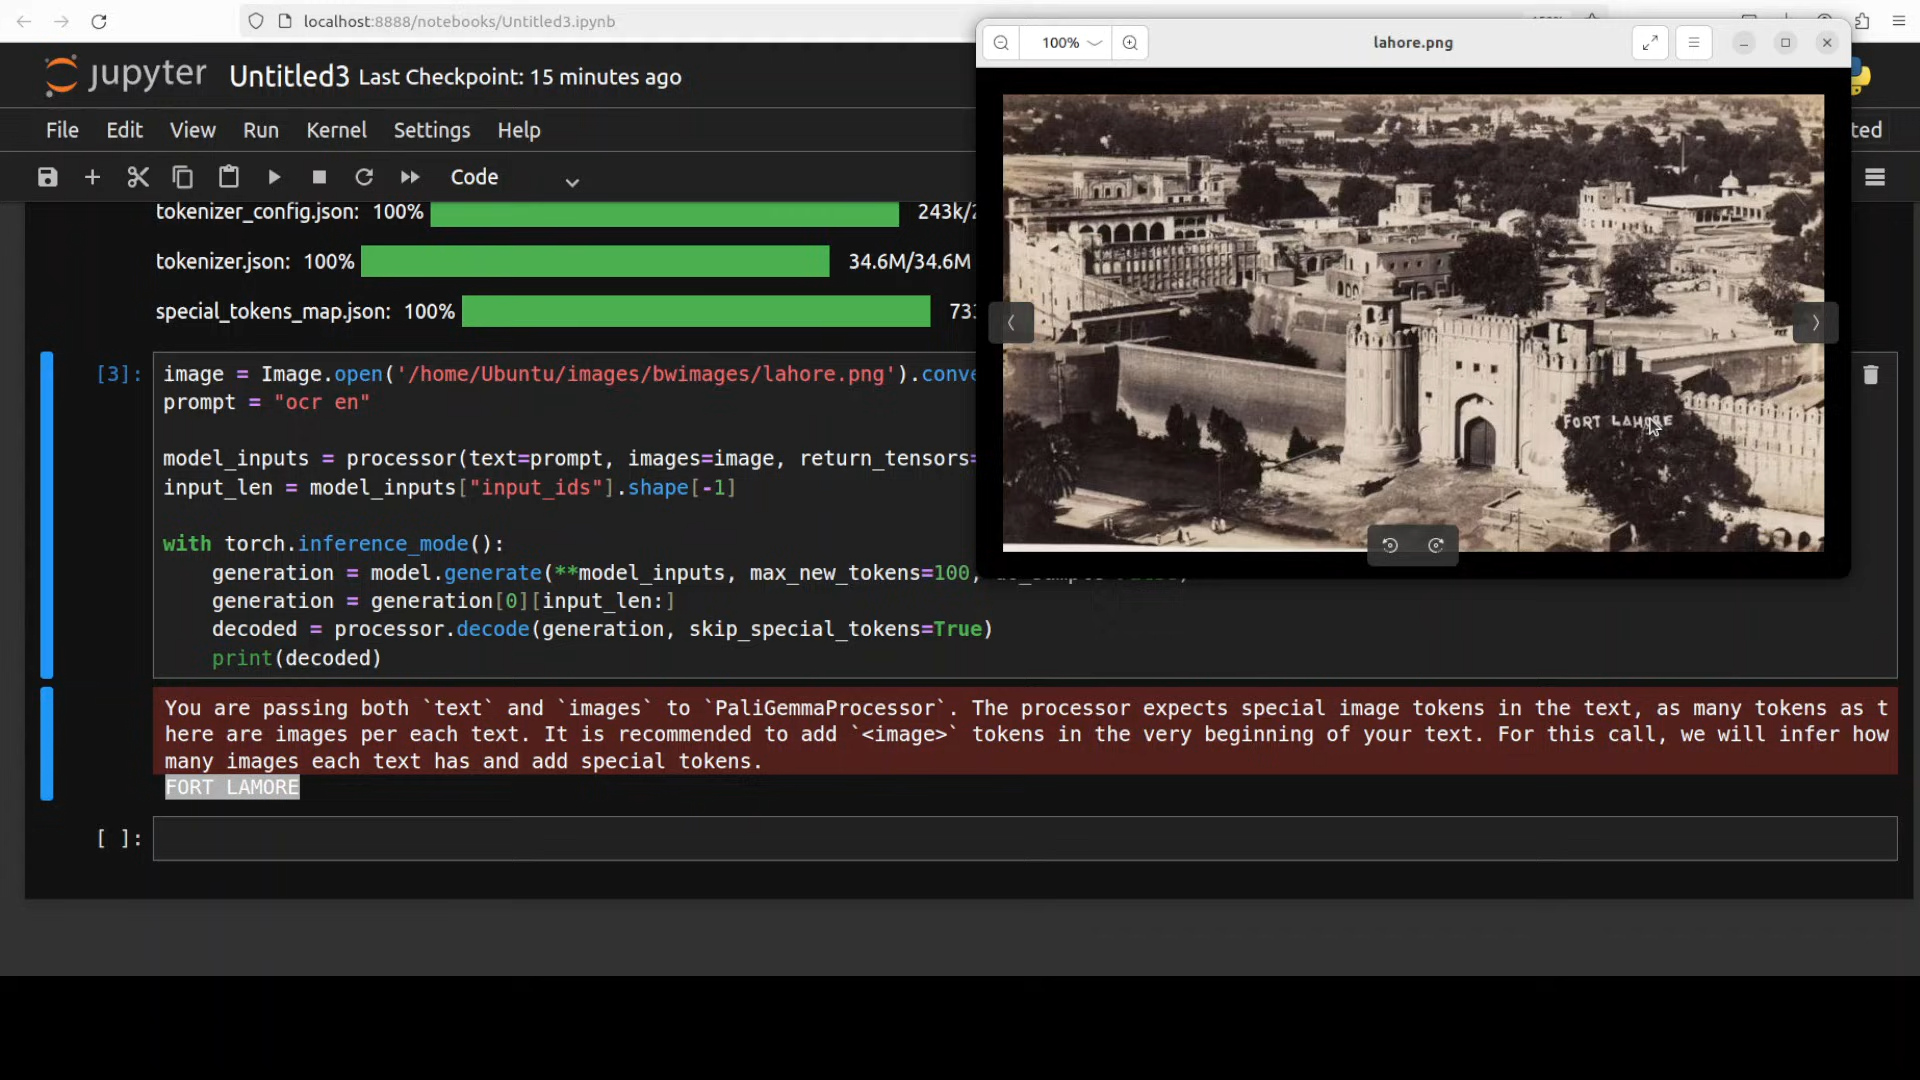 localhost:8888/notebooks/Untitled3.ipynb
100%
lahore.png
jupyter Untitled3 Last Checkpoint: 15 minutes ago
File Edit View Run Kernel Settings Help
ted
Code
tokenizer_config.json: 100% 243k/
tokenizer.json: 100% 34.6M/34.6M
special_tokens_map.json: 100% 733
FORT LAHORE
[3]: image = Image.open('/home/Ubuntu/images/bwimages/lahore.png').conve
prompt = "ocr en"
model_inputs = processor(text=prompt, images=image, return_tensors=
input_len = model_inputs["input_ids"].shape[-1]
with torch.inference_mode():
generation = model.generate(**model_inputs, max_new_tokens=100,
generation = generation[0][input_len:]
decoded = processor.decode(generation, skip_special_tokens=True)
print(decoded)
You are passing both `text` and `images` to `PaliGemmaProcessor`. The processor expects special image tokens in the text, as many tokens as t
here are images per each text. It is recommended to add `<image>` tokens in the very beginning of your text. For this call, we will infer how
many images each text has and add special tokens.
FORT LAMORE
[ ]: